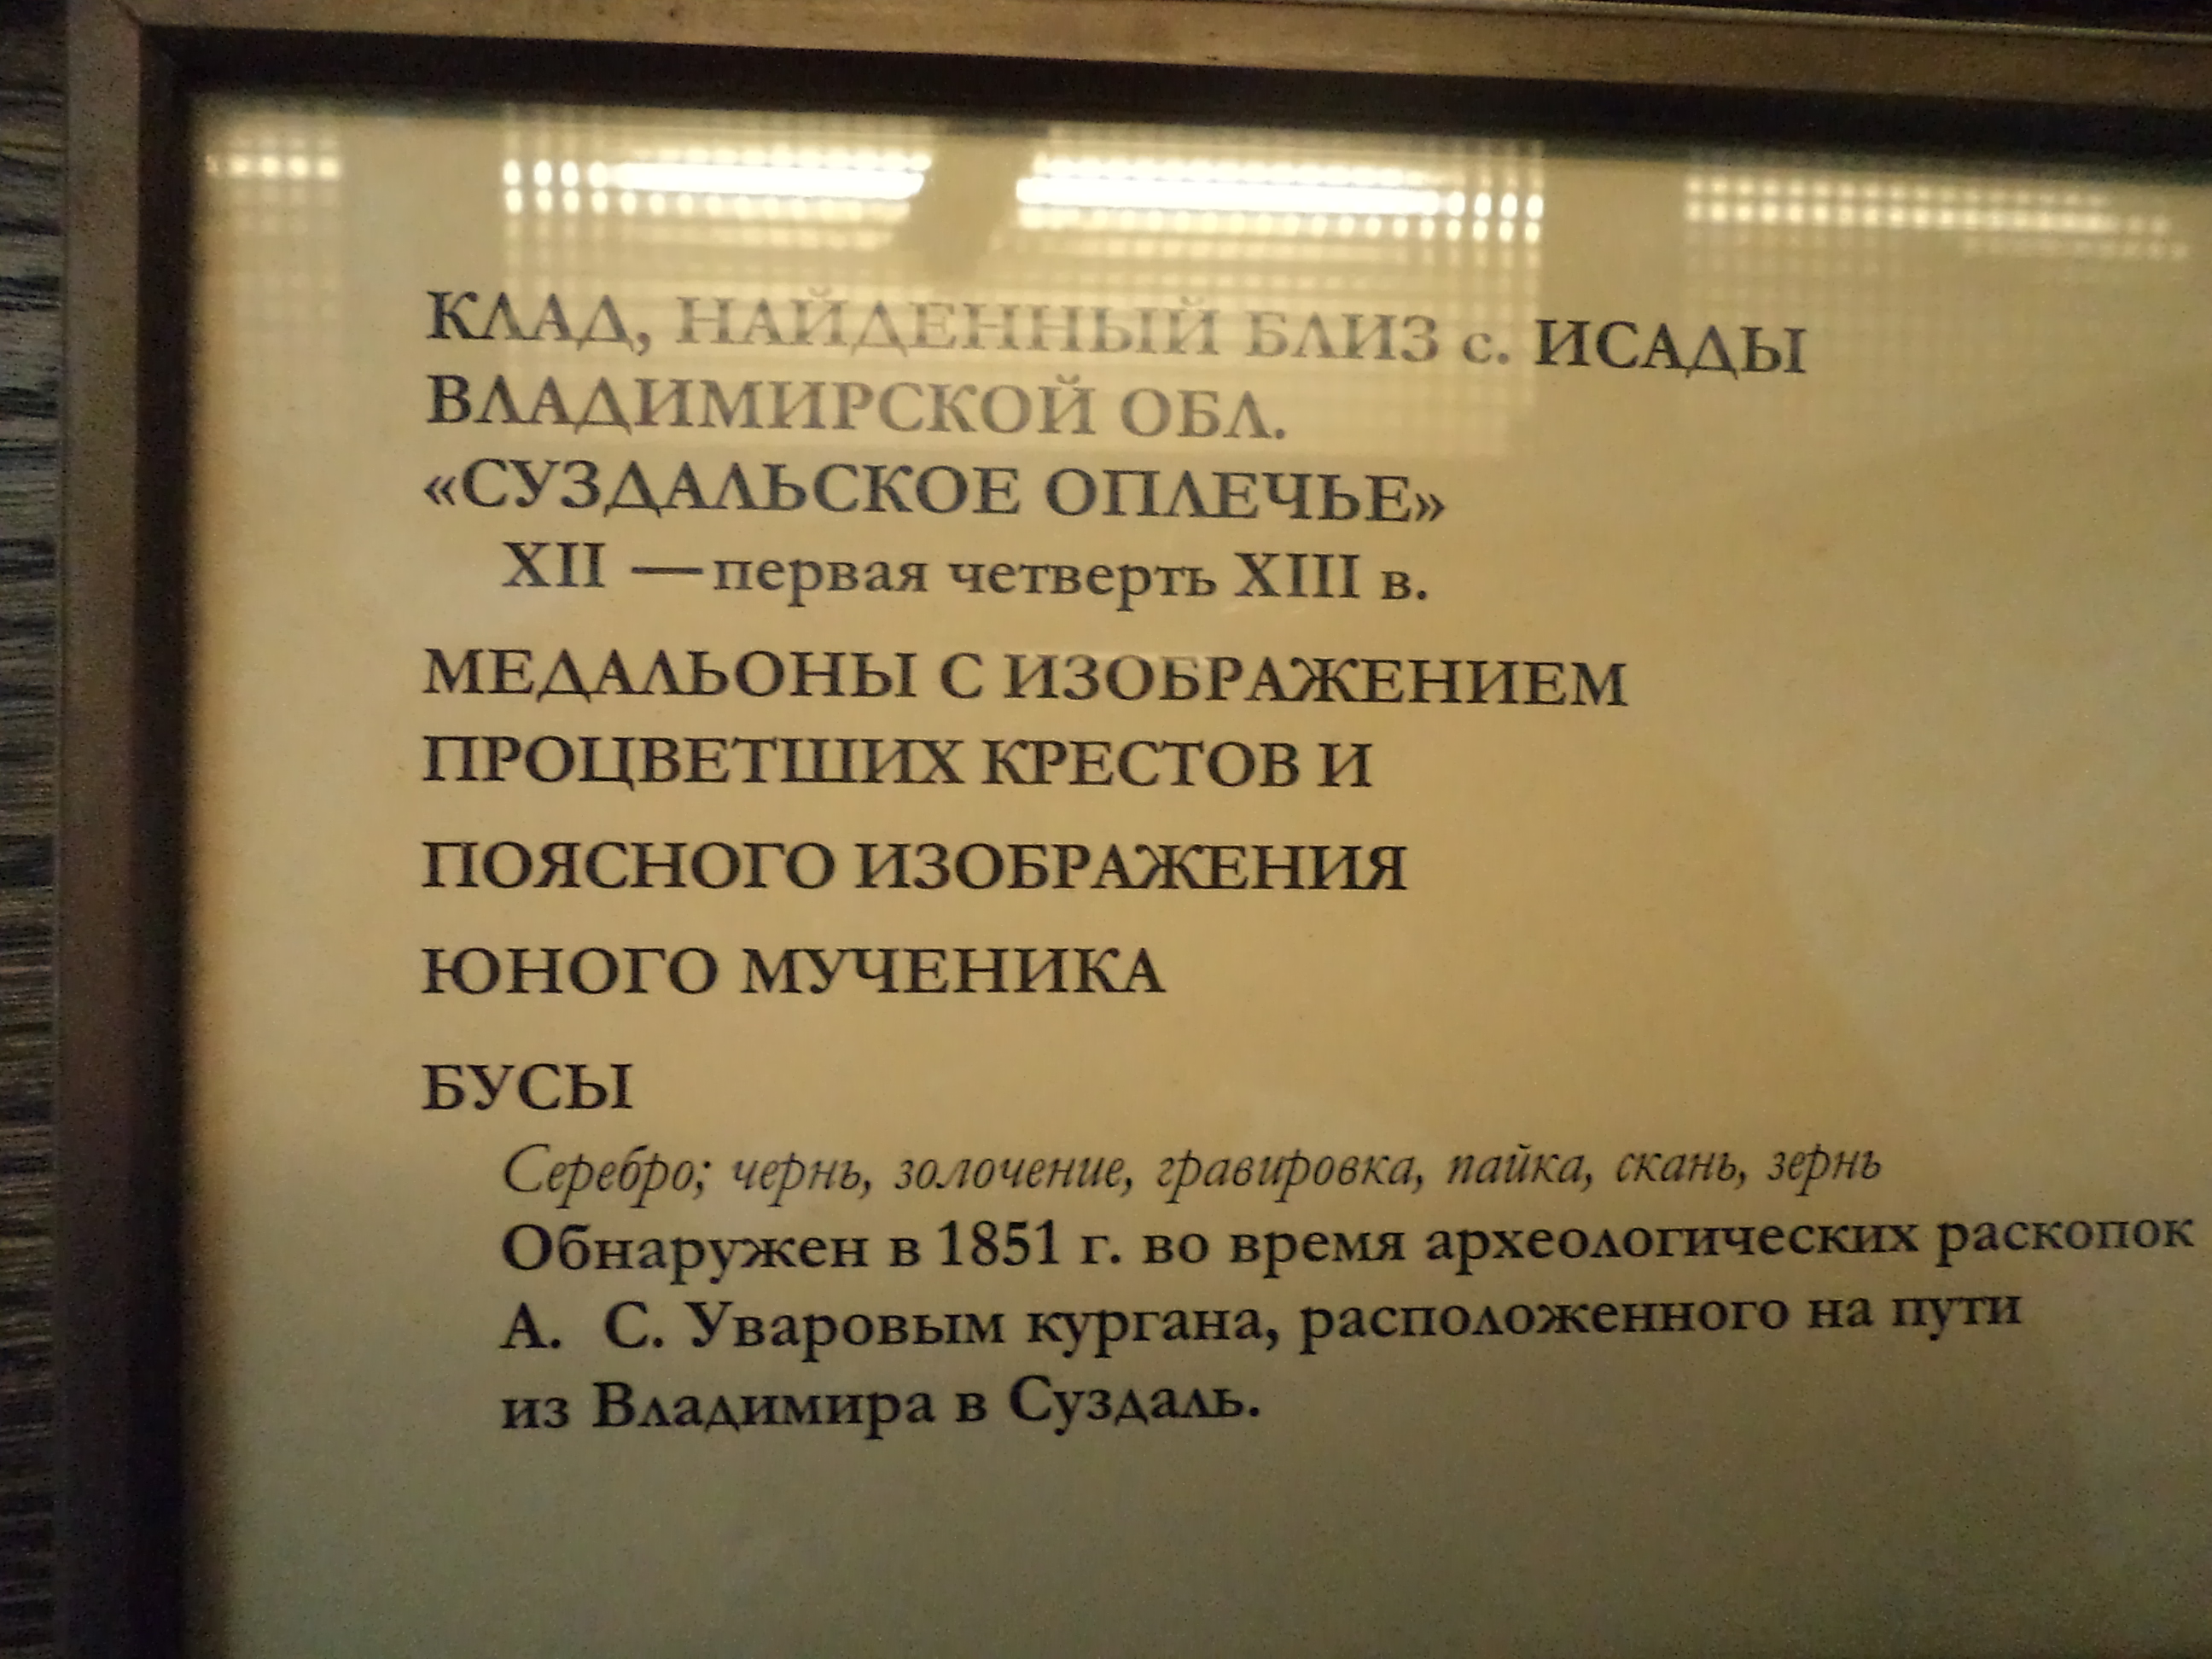 КЛАД, НАЙДЕННЫЙ БЛИЗ с. ИСАДЫ
ВЛАДИМИРСКОЙ ОБЛ.
«СУЗДАЛЬСКОЕ ОПЛЕЧЬЕ»
XII — первая четверть XIII в.
МЕДАЛЬОНЫ С ИЗОБРАЖЕНИЕМ
ПРОЦВЕТШИХ КРЕСТОВ И
ПОЯСНОГО ИЗОБРАЖЕНИЯ
ЮНОГО МУЧЕНИКА
БУСЫ
Серебро; чернь, золочение, гравировка, пайка, скань, зернь
Обнаружен в 1851 г. во время археологических раскопок
А. С. Уваровым кургана, расположенного на пути
из Владимира в Суздаль.